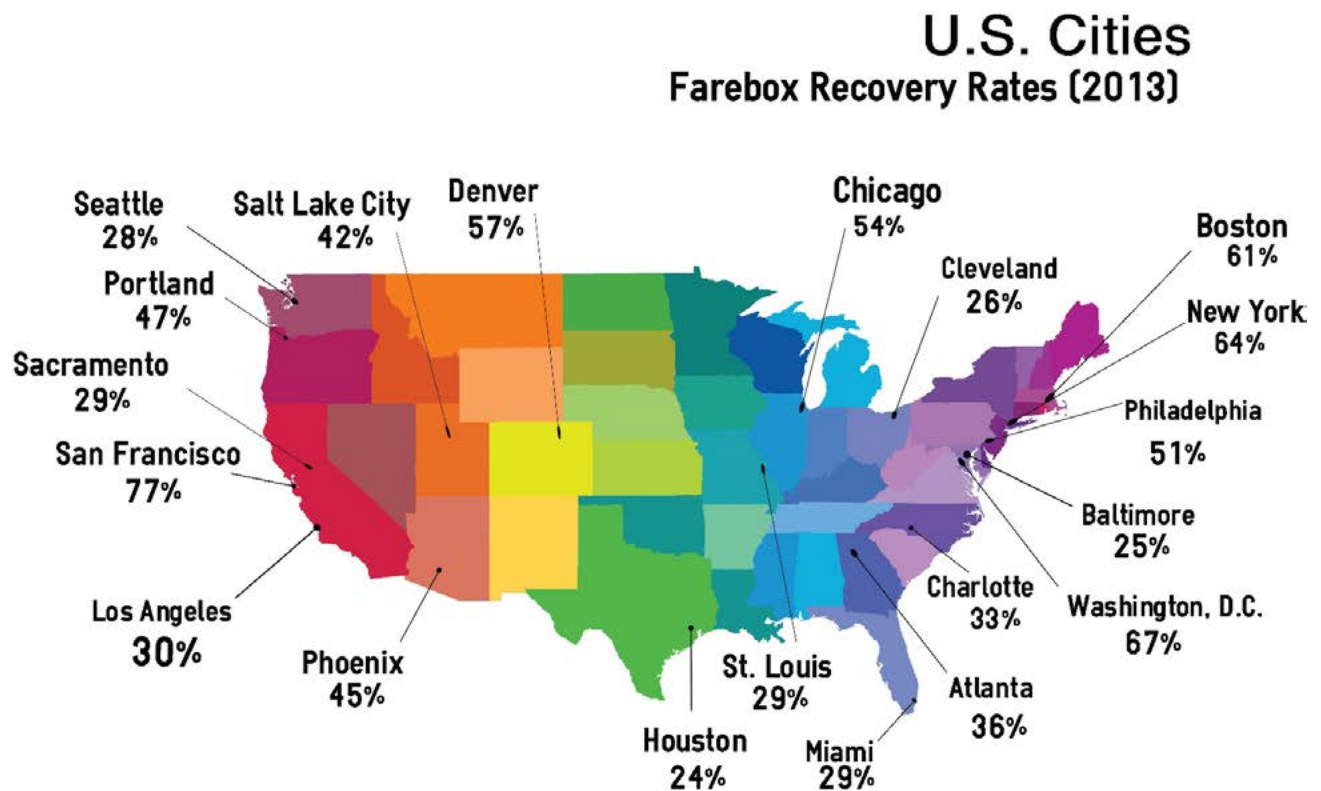 U.S. Cities
Farebox Recovery Rates (2013)
Seattle
28%
Salt Lake City
42%
Denver
57%
Chicago
54%
Boston
61%
Cleveland
26%
Portland
47%
New York
64%
Sacramento
29%
Philadelphia
51%
San Francisco
77%
Baltimore
25%
Charlotte
33%
Washington, D.C.
67%
Los Angeles
30%
Phoenix
45%
St. Louis
29%
Atlanta
36%
Houston
24%
Miami
29%